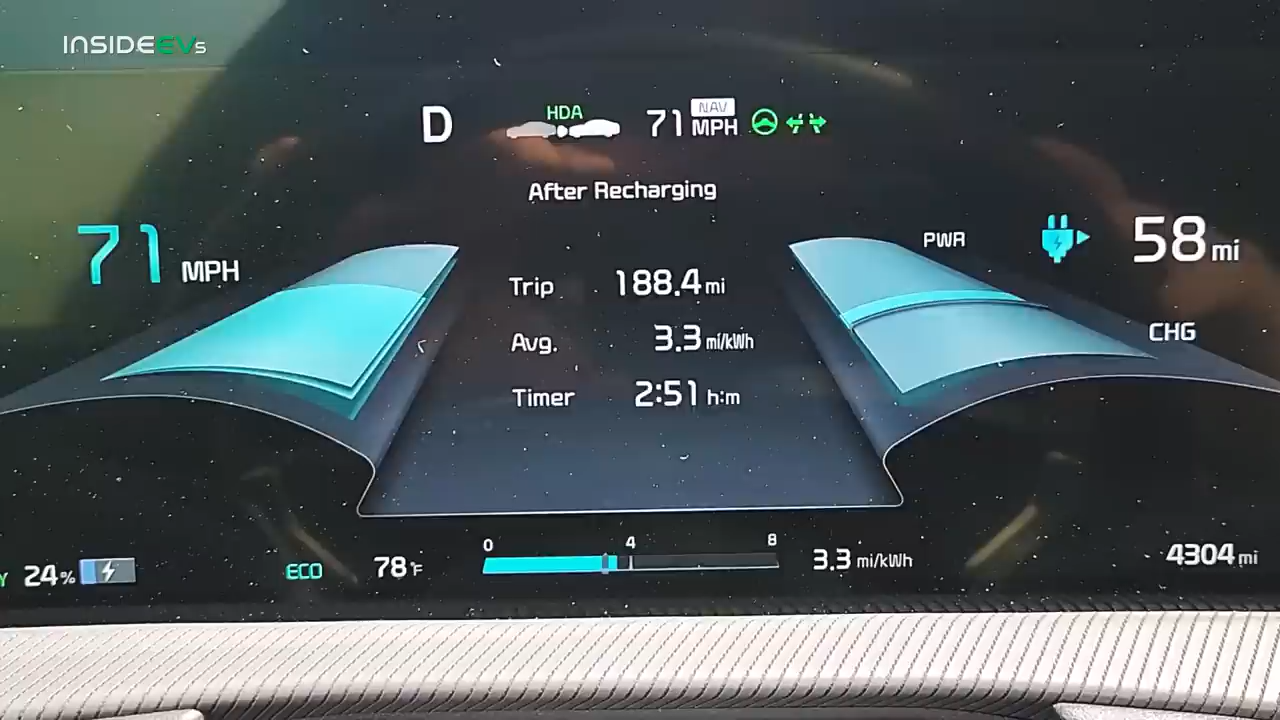 INSIDEEVs
HDA
D 71 MPH NAV
After Recharging
71 MPH
PWR
58 mi
Trip 188.4 mi
CHG
Avg. 3.3 mi/kWh
Timer 2:51 h:m
0 4 8
Y 24% ECO 78°F 3.3 mi/kWh 4304 mi